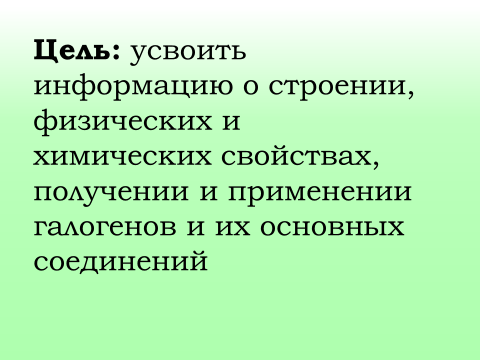 Цель: усвоить
информацию о строении,
физических и
химических свойствах,
получении и применении
галогенов и их основных
соединений